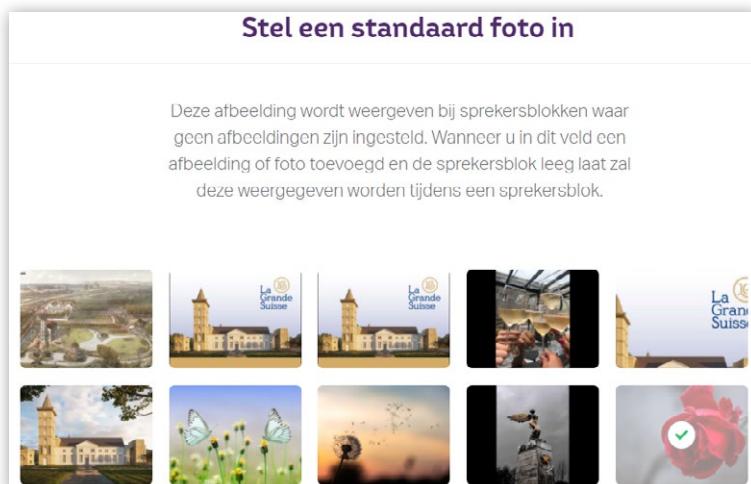 Stel een standaard foto in
Deze afbeelding wordt weergeven bij sprekersblokken waar
geen afbeeldingen zijn ingesteld. Wanneer u in dit veld een
afbeelding of foto toevoegd en de sprekersblok leeg laat zal
deze weergegeven worden tijdens een sprekersblok.
La
Grande
Suisse
La
Grande
Suisse
La